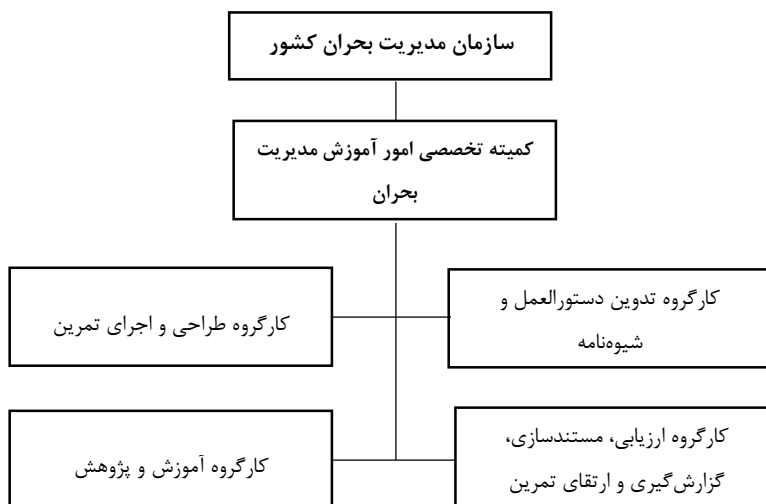 سازمان مدیریت بحران کشور
کمیته تخصصی امور آموزش مدیریت
بحران
کارگروه تدوین دستورالعمل و
شیوه‌نامه
کارگروه طراحی و اجرای تمرین
کارگروه ارزیابی، مستندسازی،
گزارش‌گیری و ارتقای تمرین
کارگروه آموزش و پژوهش